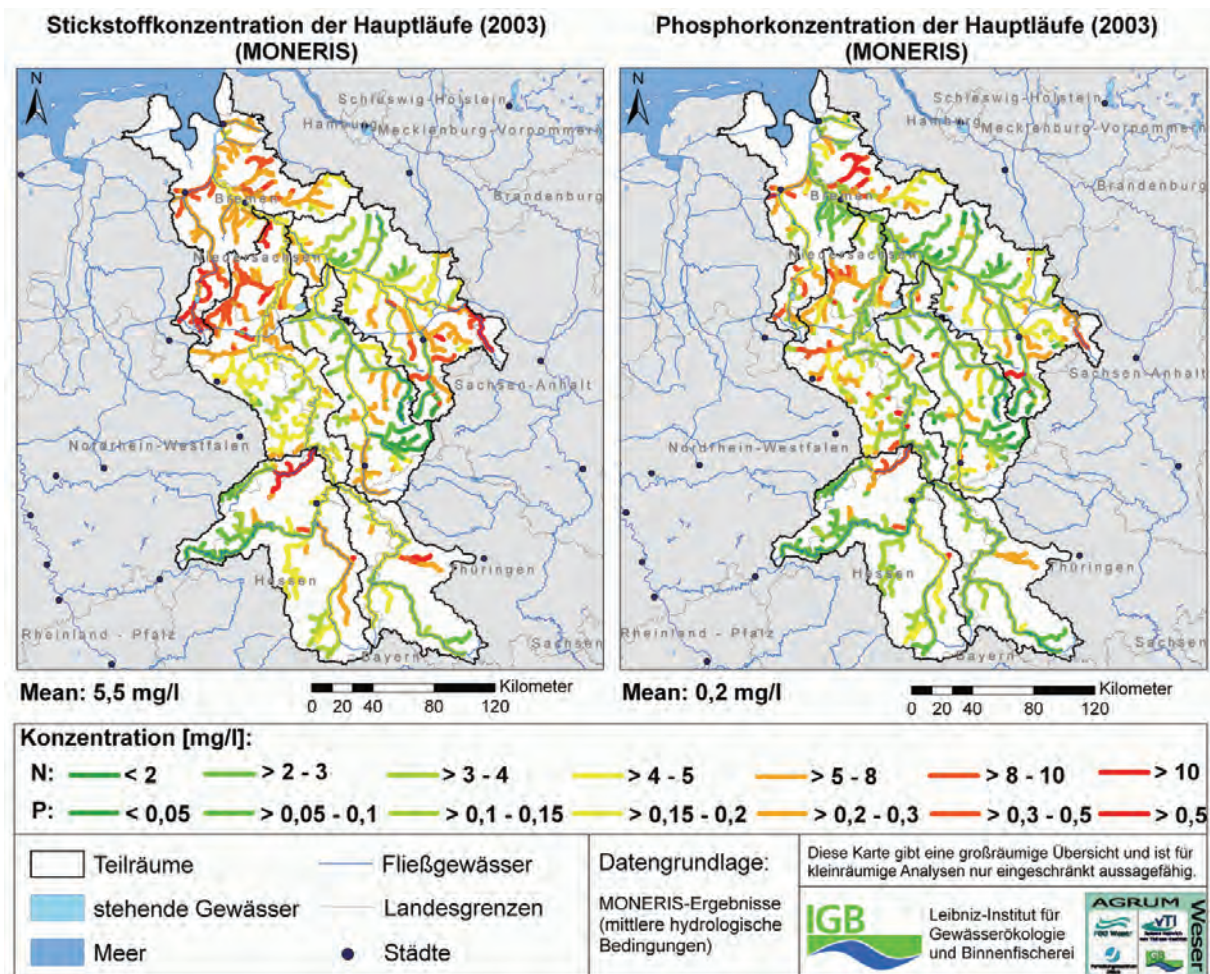 Stickstoffkonzentration der Hauptläufe (2003)
(MONERIS)
Phosphorkonzentration der Hauptläufe (2003)
(MONERIS)
N
Schleswig-Holstein
Hamburg
Mecklenburg-Vorpommern
Brandenburg
Bremen
Niedersachsen
Sachsen-Anhalt
Nordrhein-Westfalen
Hessen
Thüringen
Rheinland - Pfalz
Sachsen
Bayern
N
Schleswig-Holstein
Hamburg
Mecklenburg-Vorpommern
Brandenburg
Bremen
Niedersachsen
Sachsen-Anhalt
Nordrhein-Westfalen
Hessen
Thüringen
Rheinland - Pfalz
Sachsen
Bayern
Mean: 5,5 mg/l
Kilometer
0 20 40 80 120
Mean: 0,2 mg/l
Kilometer
0 20 40 80 120
Konzentration [mg/l]:
N: < 2 > 2 - 3 > 3 - 4 > 4 - 5 > 5 - 8 > 8 - 10 > 10
P: < 0,05 > 0,05 - 0,1 > 0,1 - 0,15 > 0,15 - 0,2 > 0,2 - 0,3 > 0,3 - 0,5 > 0,5
Teilräume
Fließgewässer
stehende Gewässer
Landesgrenzen
Meer
Städte
Datengrundlage:
MONERIS-Ergebnisse
(mittlere hydrologische
Bedingungen)
Diese Karte gibt eine großräumige Übersicht und ist für
kleinräumige Analysen nur eingeschränkt aussagefähig.
IGB
Leibniz-Institut für
Gewässerökologie
und Binnenfischerei
AGRUM
Weser
FGG Weser
vTI
IGB